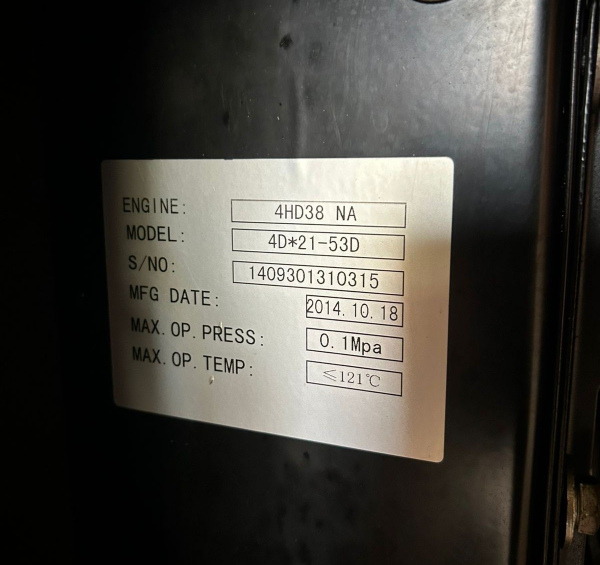 ENGINE: 4HD38 NA
MODEL: 4D*21-53D
S/NO: 1409301310315
MFG DATE: 2014.10.18
MAX.OP.PRESS: 0.1Mpa
MAX.OP.TEMP: ≤121℃